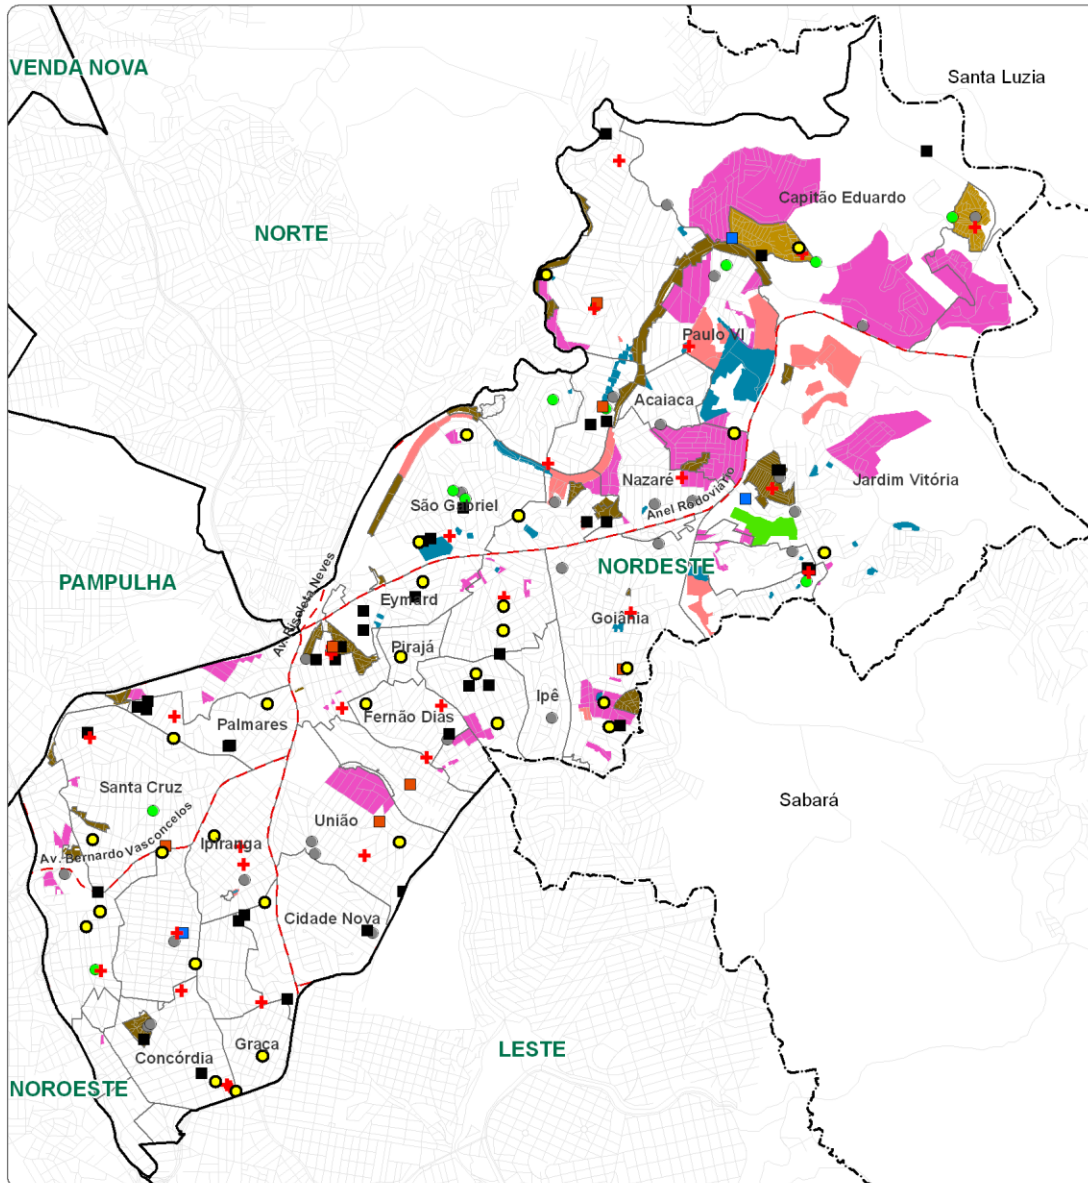 VENDA NOVA
Santa Luzia
Capitão Eduardo
NORTE
Paulo VI
Acaiaca
Nazaré
Jardim Vitória
Anel Rodoviário
São Gabriel
NORDESTE
PAMPULHA
Av. Risoleta Neves
Eymard
Goiânia
Pirajá
Ipê
Fernão Dias
Palmares
Santa Cruz
Sabará
União
Av. Bernardo Vasconcelos
Ipiranga
Cidade Nova
Graça
LESTE
Concórdia
NOROESTE